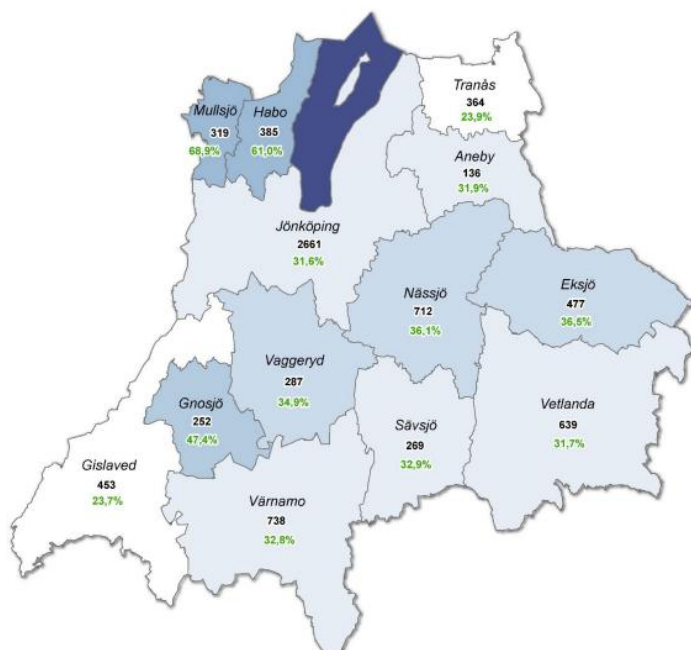 Tranås
364
23,9%
Mullsjö
319
68,9%
Habo
385
61,0%
Aneby
136
31,9%
Jönköping
2661
31,6%
Nässjö
712
36,1%
Eksjö
477
36,5%
Vaggeryd
287
34,9%
Gnosjö
252
47,4%
Sävsjö
269
32,9%
Vetlanda
639
31,7%
Gislaved
453
23,7%
Värnamo
738
32,8%